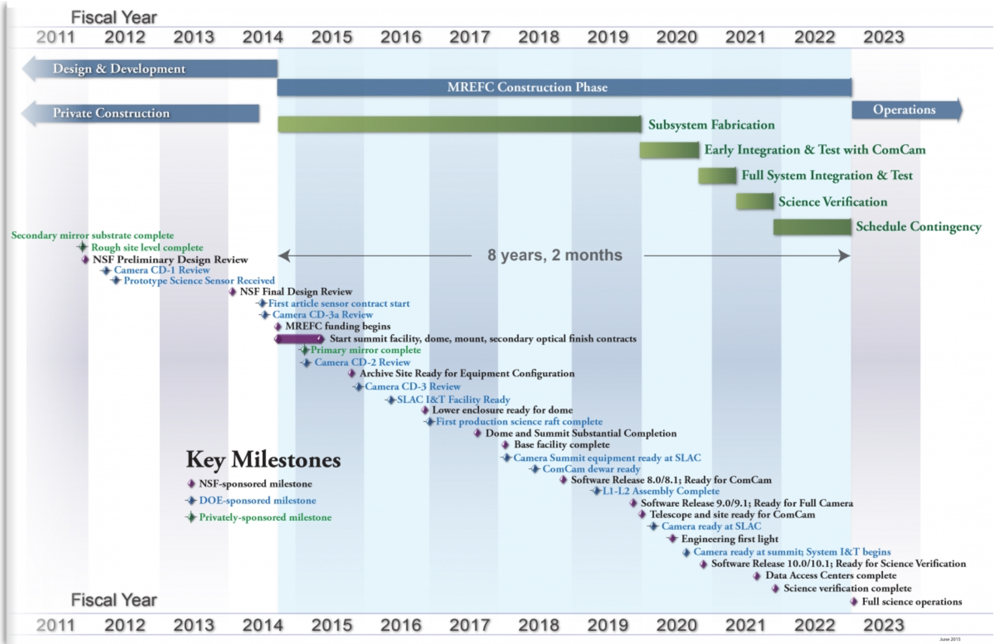 Fiscal Year
2011 2012 2013 2014 2015 2016 2017 2018 2019 2020 2021 2022 2023
Design & Development
MREFC Construction Phase
Private Construction
Operations
Subsystem Fabrication
Early Integration & Test with ComCam
Full System Integration & Test
Science Verification
Schedule Contingency
Secondary mirror substrate complete
Rough site level complete
8 years, 2 months
NSF Preliminary Design Review
Camera CD-1 Review
Prototype Science Sensor Received
NSF Final Design Review
First article sensor contract start
Camera CD-3a Review
MREFC funding begins
Start summit facility, dome, mount, secondary optical finish contracts
Primary mirror complete
Camera CD-2 Review
Archive Site Ready for Equipment Configuration
Camera CD-3 Review
SLAC I&T Facility Ready
Lower enclosure ready for dome
First production science raft complete
Dome and Summit Substantial Completion
Base facility complete
Camera Summit equipment ready at SLAC
ComCam dewar ready
Software Release 8.0/8.1; Ready for ComCam
L1-L2 Assembly Complete
Software Release 9.0/9.1; Ready for Full Camera
Telescope and site ready for ComCam
Camera ready at SLAC
Engineering first light
Camera ready at summit; System I&T begins
Software Release 10.0/10.1; Ready for Science Verification
Data Access Centers complete
Science verification complete
Full science operations
Key Milestones
NSF-sponsored milestone
DOE-sponsored milestone
Privately-sponsored milestone
Fiscal Year
2011 2012 2013 2014 2015 2016 2017 2018 2019 2020 2021 2022 2023
June 2015